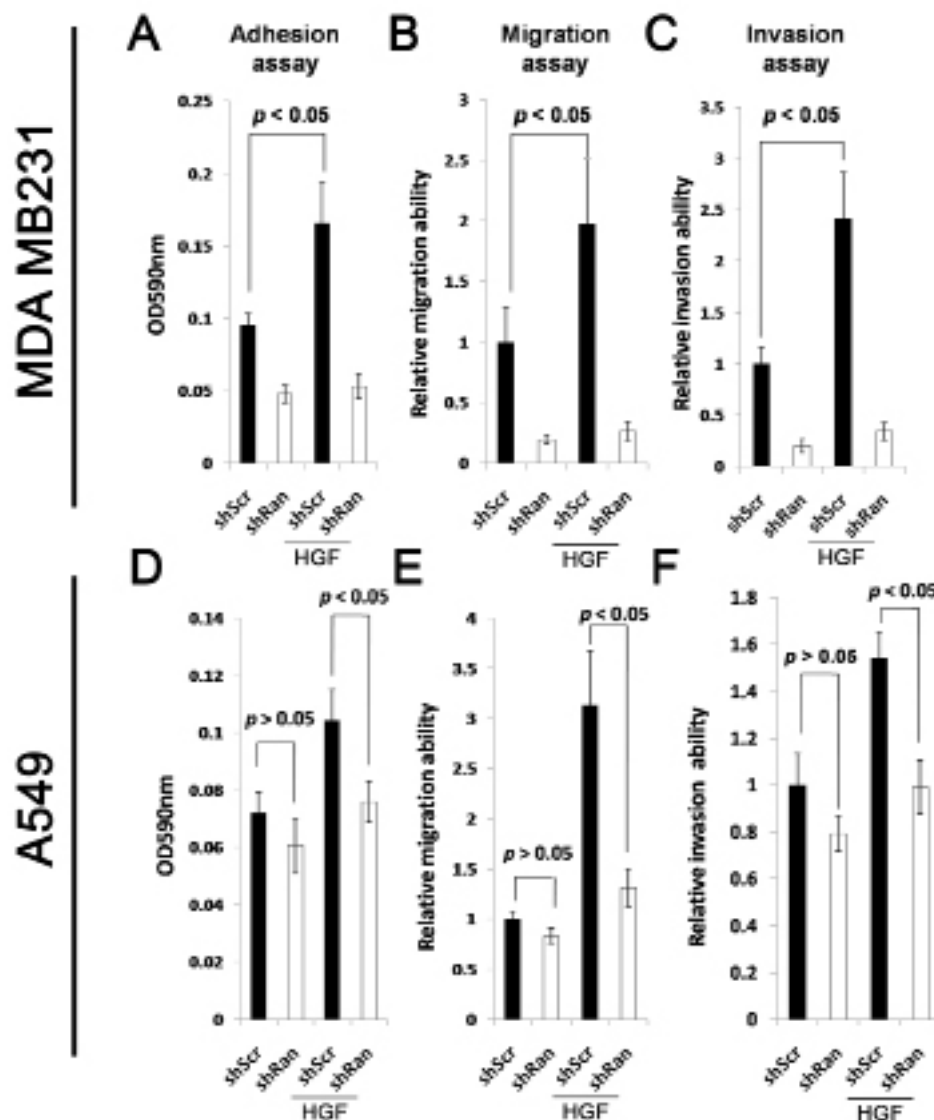 MDA MB231
A
Adhesion
assay
p < 0.05
0.25
0.2
0.15
0.1
0.05
0
OD590nm
shScr
shRan
shScr
shRan
HGF
B
Migration
assay
p < 0.05
3
2.5
2
1.5
1
0.5
0
Relative migration ability
shScr
shRan
shScr
shRan
HGF
C
Invasion
assay
p < 0.05
3.5
3
2.5
2
1.5
1
0.5
0
Relative invasion ability
shScr
shRan
shScr
shRan
HGF
A549
D
p < 0.05
p > 0.05
0.14
0.12
0.1
0.08
0.06
0.04
0.02
0
OD590nm
shScr
shRan
shScr
shRan
HGF
E
p < 0.05
p > 0.05
4
3.5
3
2.5
2
1.5
1
0.5
0
Relative migration ability
shScr
shRan
shScr
shRan
HGF
F
p < 0.05
p > 0.05
1.8
1.6
1.4
1.2
1
0.8
0.6
0.4
0.2
0
Relative invasion ability
shScr
shRan
shScr
shRan
HGF